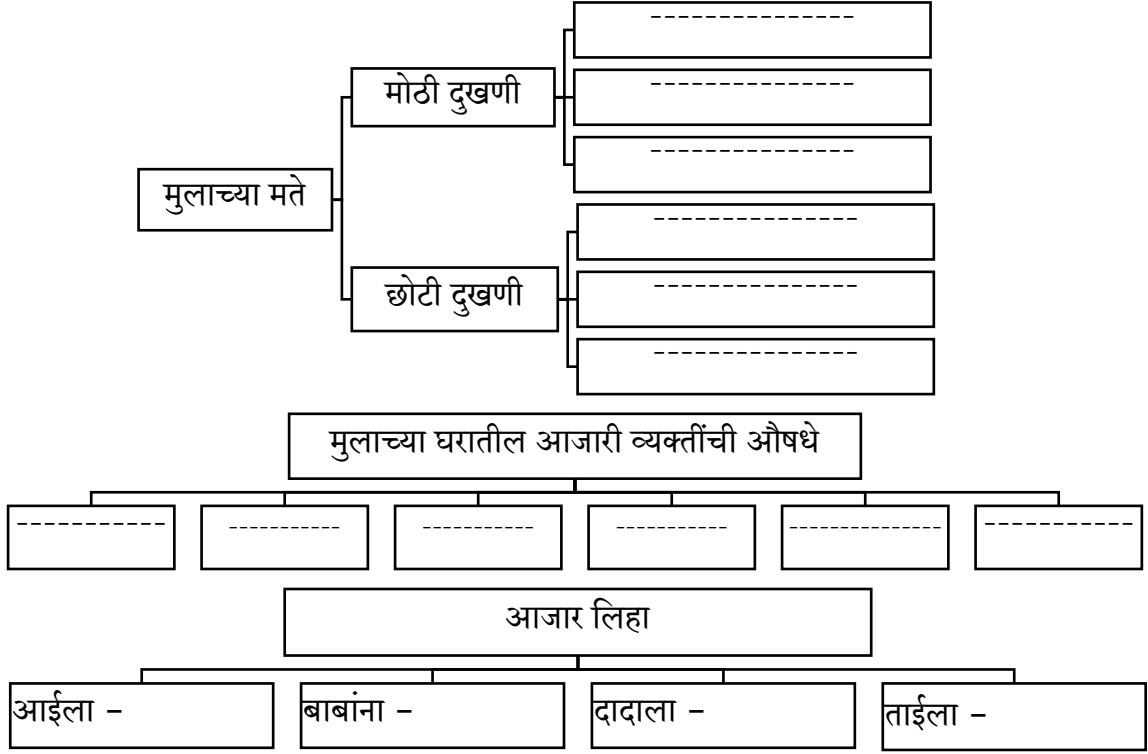 --------------
मोठी दुखणी
--------------
--------------
मुलाच्या मते
--------------
छोटी दुखणी
--------------
--------------
मुलाच्या घरातील आजारी व्यक्तींची औषधे
----------- ----------- ----------- ----------- --------------- -----------
आजार लिहा
आईला –
बाबांना –
दादाला –
ताईला –